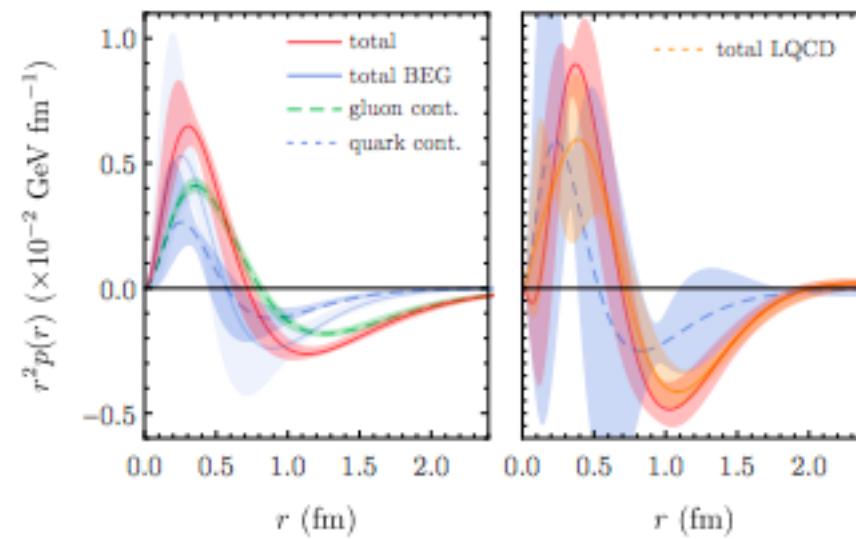 r²p(r) (×10⁻² GeV fm⁻¹)
1.0
0.5
0.0
−0.5
total
total BEG
gluon cont.
quark cont.
total LQCD
0.0 0.5 1.0 1.5 2.0
0.0 0.5 1.0 1.5 2.0
r (fm)
r (fm)